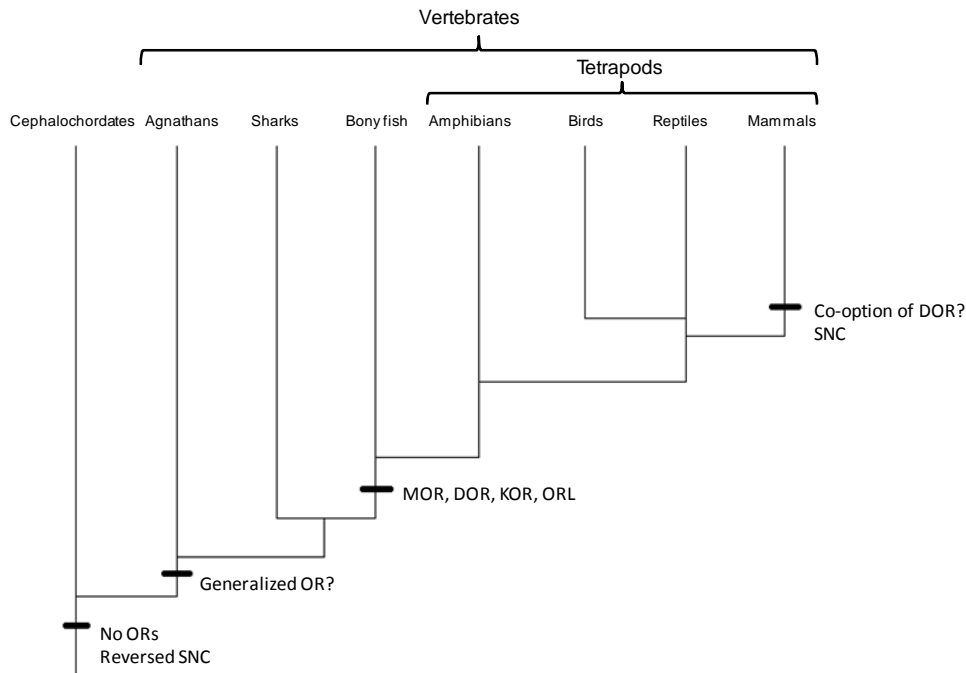 Vertebrates
Tetrapods
Cephalochordates Agnathans Sharks Bony fish Amphibians Birds Reptiles Mammals
Co-option of DOR?
SNC
MOR, DOR, KOR, ORL
Generalized OR?
No ORs
Reversed SNC